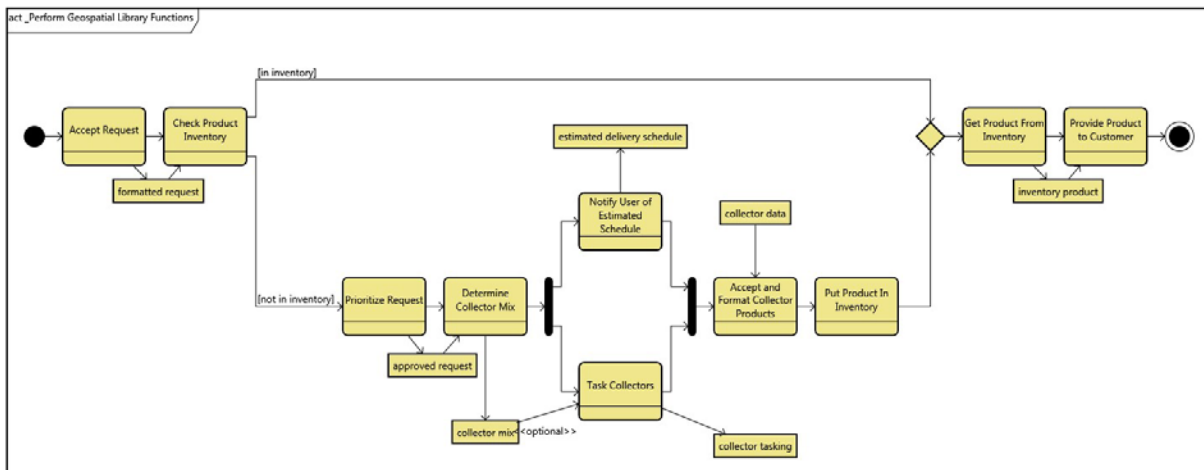 act _Perform Geospatial Library Functions
[in inventory]
Accept Request
Check Product
Inventory
formatted request
estimated delivery schedule
Notify User of
Estimated
Schedule
collector data
Get Product From
Inventory
Provide Product
to Customer
inventory product
[not in inventory]
Prioritize Request
Determine
Collector Mix
approved request
Accept and
Format Collector
Products
Put Product In
Inventory
Task Collectors
collector mix
<<optional>>
collector tasking